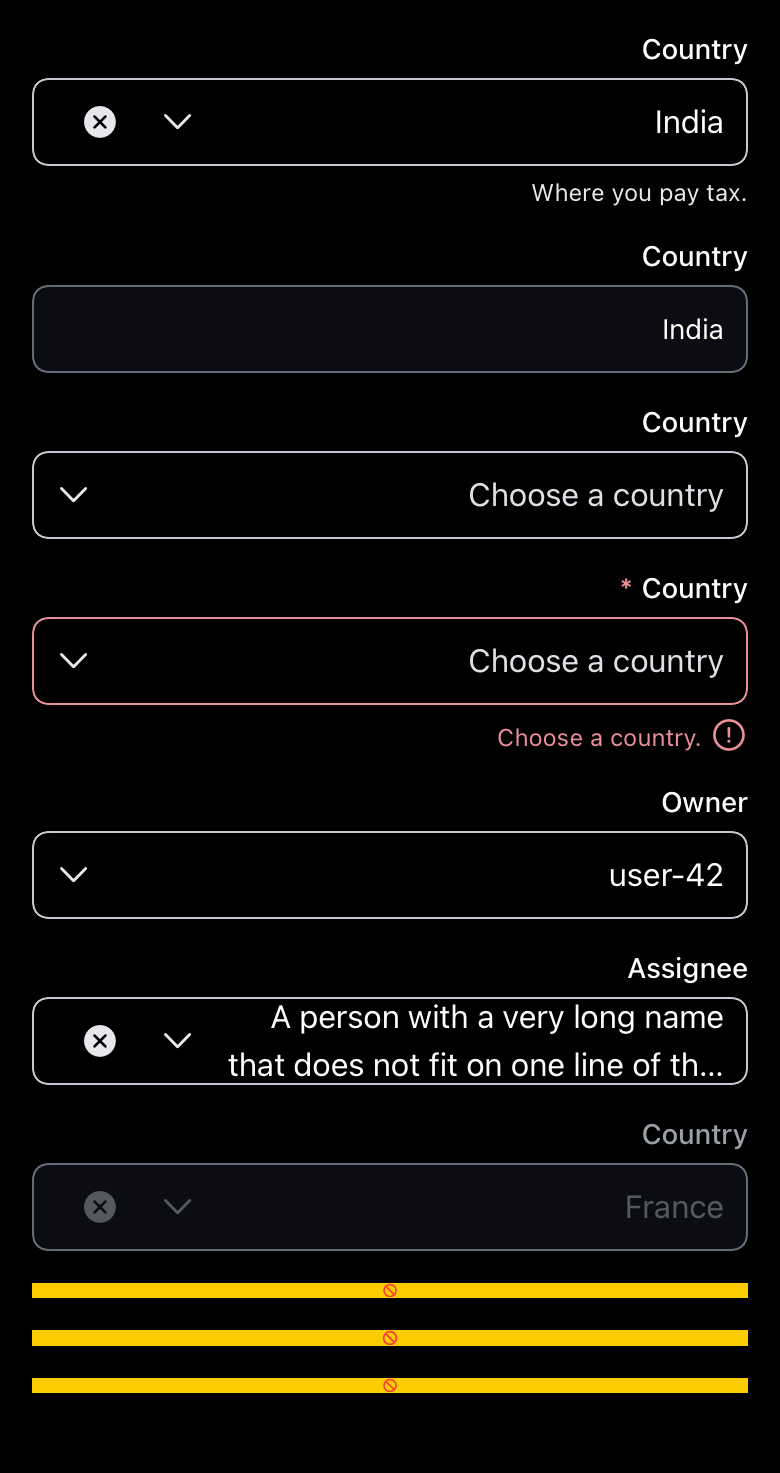 Country
India
Where you pay tax.
Country
India
Country
Choose a country
* Country
Choose a country
Choose a country.
Owner
user-42
Assignee
A person with a very long name
that does not fit on one line of th...
Country
France